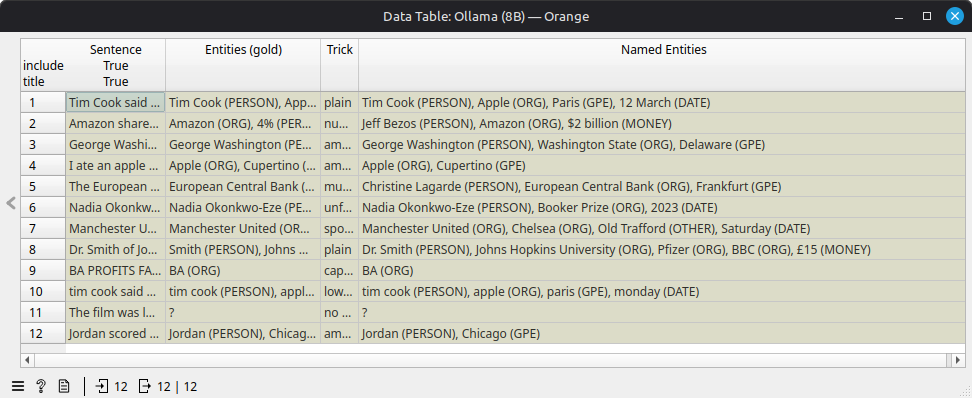 Data Table: Ollama (8B) — Orange
Sentence Entities (gold) Trick Named Entities
include True
title True
1 Tim Cook said ... Tim Cook (PERSON), App... plain Tim Cook (PERSON), Apple (ORG), Paris (GPE), 12 March (DATE)
2 Amazon share... Amazon (ORG), 4% (PER... nu... Jeff Bezos (PERSON), Amazon (ORG), $2 billion (MONEY)
3 George Washi... George Washington (PE... am... George Washington (PERSON), Washington State (ORG), Delaware (GPE)
4 I ate an apple ... Apple (ORG), Cupertino (... am... Apple (ORG), Cupertino (GPE)
5 The European ... European Central Bank (... mu... Christine Lagarde (PERSON), European Central Bank (ORG), Frankfurt (GPE)
6 Nadia Okonkw... Nadia Okonkwo-Eze (PE... unf... Nadia Okonkwo-Eze (PERSON), Booker Prize (ORG), 2023 (DATE)
7 Manchester U... Manchester United (OR... spo... Manchester United (ORG), Chelsea (ORG), Old Trafford (OTHER), Saturday (DATE)
8 Dr. Smith of Jo... Smith (PERSON), Johns ... plain Dr. Smith (PERSON), Johns Hopkins University (ORG), Pfizer (ORG), BBC (ORG), £15 (MONEY)
9 BA PROFITS FA... BA (ORG) cap... BA (ORG)
10 tim cook said ... tim cook (PERSON), appl... low... tim cook (PERSON), apple (ORG), paris (GPE), monday (DATE)
11 The film was l... ? no ... ?
12 Jordan scored ... Jordan (PERSON), Chicag... am... Jordan (PERSON), Chicago (GPE)
12 12 | 12